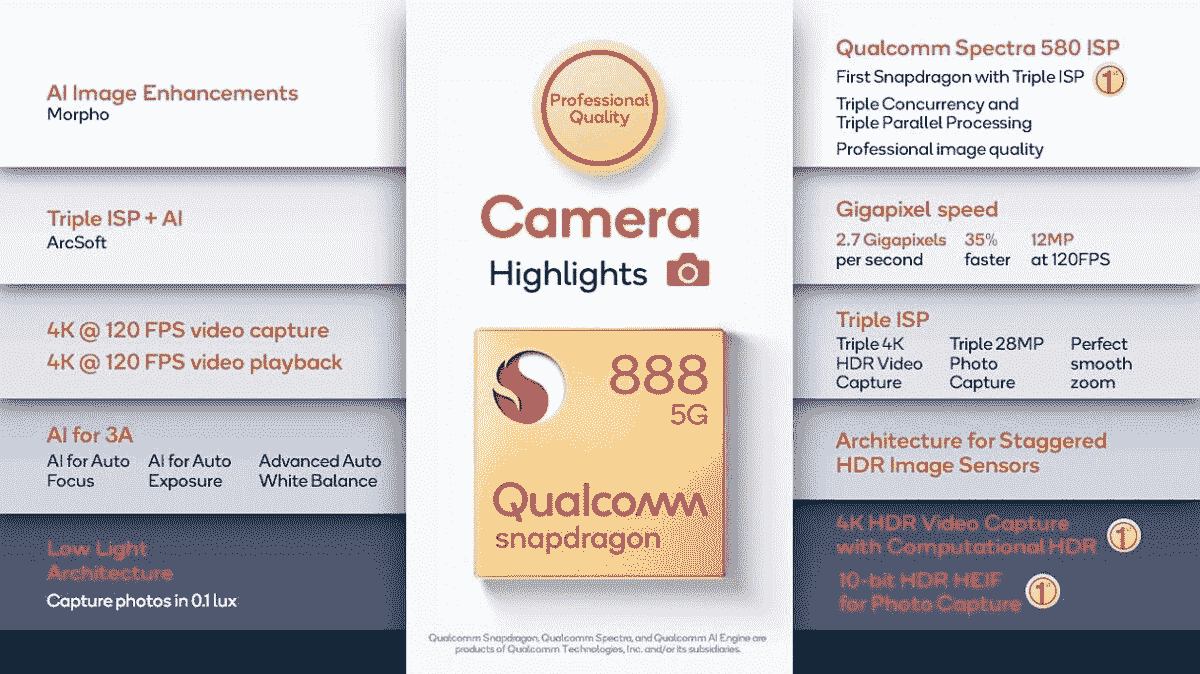 AI Image Enhancements
Morpho
Triple ISP + AI
ArcSoft
4K @ 120 FPS video capture
4K @ 120 FPS video playback
AI for 3A
AI for Auto Focus
AI for Auto Exposure
Advanced Auto White Balance
Low Light
Architecture
Capture photos in 0.1 lux
Professional
Quality
Camera
Highlights
888
5G
Qualcomm
snapdragon
Qualcomm Snapdragon, Qualcomm Spectra, and Qualcomm AI Engine are
products of Qualcomm Technologies, Inc. and/or its subsidiaries.
Qualcomm Spectra 580 ISP
First Snapdragon with Triple ISP 1st
Triple Concurrency and
Triple Parallel Processing
Professional image quality
Gigapixel speed
2.7 Gigapixels per second
35% faster
12MP at 120FPS
Triple ISP
Triple 4K HDR Video Capture
Triple 28MP Photo Capture
Perfect smooth zoom
Architecture for Staggered
HDR Image Sensors
4K HDR Video Capture
with Computational HDR 1st
10-bit HDR HEIF
for Photo Capture 1st